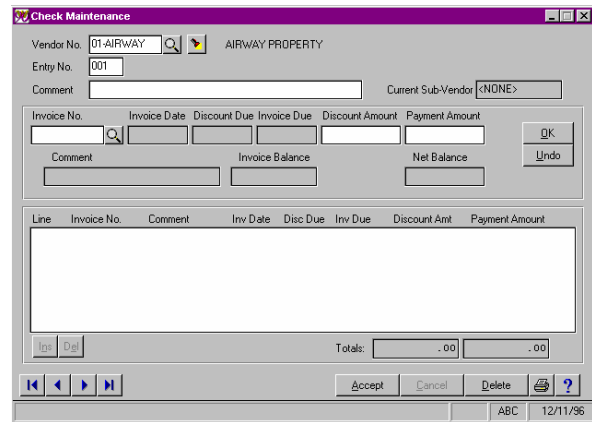 Check Maintenance
Vendor No. 01-AIRWAY AIRWAY PROPERTY
Entry No. 001
Comment Current Sub-Vendor <NONE>
Invoice No. Invoice Date Discount Due Invoice Due Discount Amount Payment Amount
OK
Comment Invoice Balance Net Balance Undo
Line Invoice No. Comment Inv Date Disc Due Inv Due Discount Amt Payment Amount
Ins Del Totals: .00 .00
Accept Cancel Delete ?
ABC 12/11/96